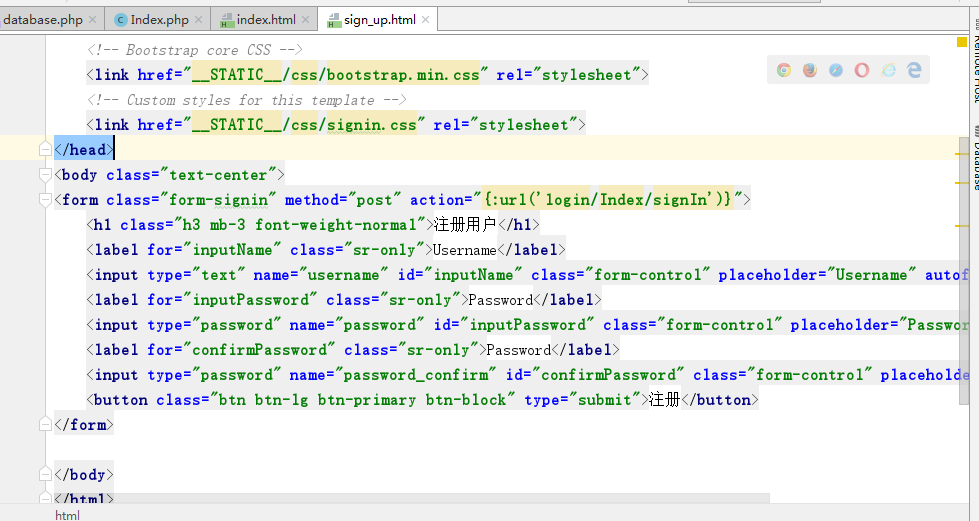 database.php
Index.php
index.html
sign_up.html
<!-- Bootstrap core CSS -->
<link href="__STATIC__/css/bootstrap.min.css" rel="stylesheet">
<!-- Custom styles for this template -->
<link href="__STATIC__/css/signin.css" rel="stylesheet">
</head>
<body class="text-center">
<form class="form-signin" method="post" action="{:url('login/Index/signIn')}">
<h1 class="h3 mb-3 font-weight-normal">注册用户</h1>
<label for="inputName" class="sr-only">Username</label>
<input type="text" name="username" id="inputName" class="form-control" placeholder="Username" autof
<label for="inputPassword" class="sr-only">Password</label>
<input type="password" name="password" id="inputPassword" class="form-control" placeholder="Passwor
<label for="confirmPassword" class="sr-only">Password</label>
<input type="password" name="password_confirm" id="confirmPassword" class="form-control" placeholde
<button class="btn btn-lg btn-primary btn-block" type="submit">注册</button>
</form>
</body>
</html>
html
Remote Host
Database